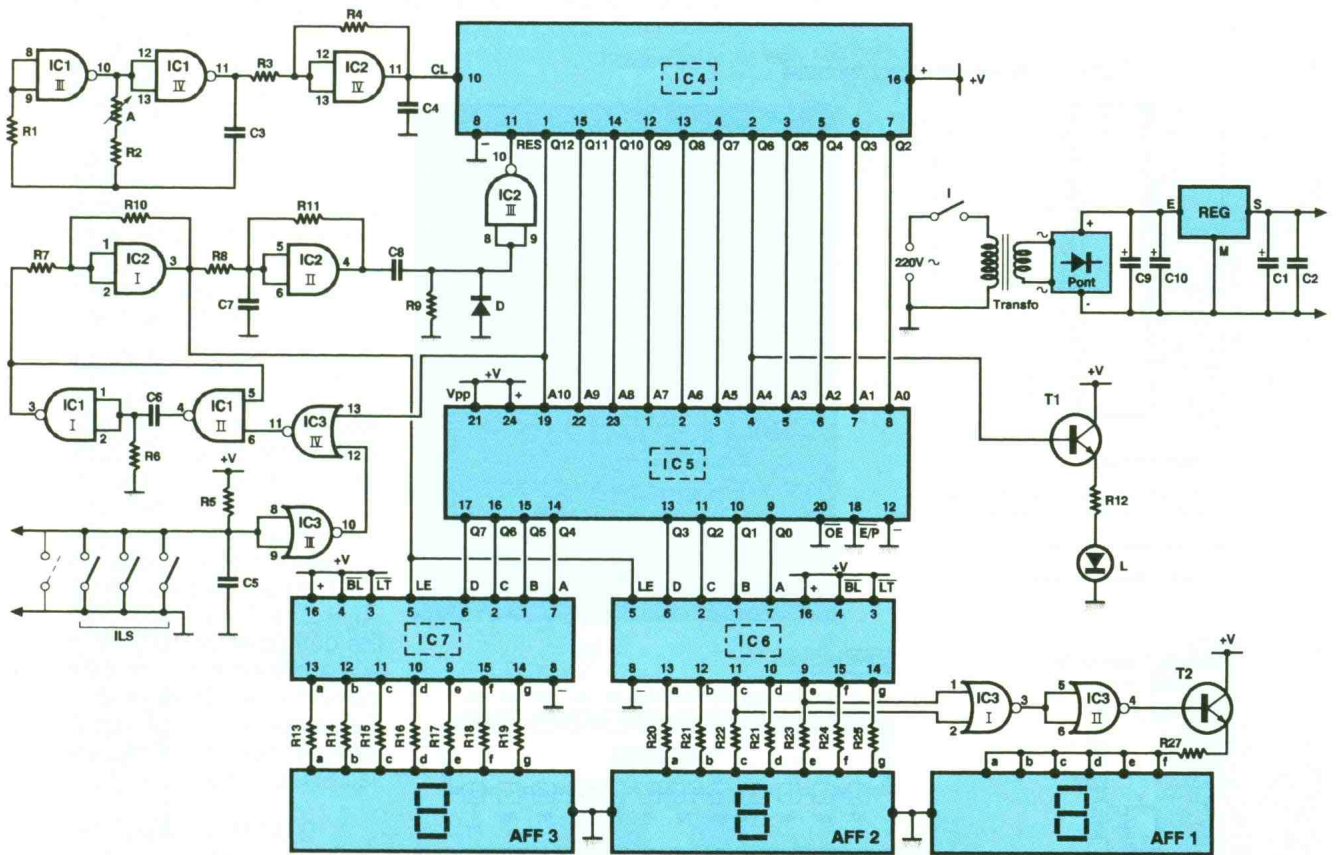 R4
8 IC1 III 9 10
12 IC1 IV 13 11
R3
12 IC2 IV 13 11
CL
10 IC4 16 + +V
R1
A
R2
C3
C4
8 11 1 15 14 12 13 4 2 3 5 6 7
- RES Q12 Q11 Q10 Q9 Q8 Q7 Q6 Q5 Q4 Q3 Q2
10
IC2 III
8 9
R10
R11
R7
1 IC2 I 2 3
R8
5 IC2 II 6 4
C8
C7
R9
D
I
220V ~
Transfo
~ ~
Pont
+ -
C9
C10
E REG S
M
C1
C2
3 IC1 I 1 2
C6
4 IC1 II 5 6
11 IC3 IV 13 12
R6
+V
R5
8 IC3 III 9 10
C5
ILS
+V
Vpp + A10 A9 A8 A7 A6 A5 A4 A3 A2 A1 A0
21 24 19 22 23 1 2 3 4 5 6 7 8
IC5
17 16 15 14 13 11 10 9 20 18 12
Q7 Q6 Q5 Q4 Q3 Q2 Q1 Q0 OE E/P -
+V
T1
R12
L
+V
+ BL LT LE D C B A
16 4 3 5 6 2 1 7
IC7
13 12 11 10 9 15 14 8
a b c d e f g -
R13 R14 R15 R16 R17 R18 R19
a b c d e f g
AFF 3
+V
LE D C B A + BL LT
5 6 2 1 7 16 4 3
IC6
8 13 12 11 10 9 15 14
- a b c d e f g
R20 R21 R22 R21 R23 R24 R25
a b c d e f g
AFF 2
1 IC3 I 2 3
5 IC3 II 6 4
+V
T2
R27
a b c d e f
AFF 1